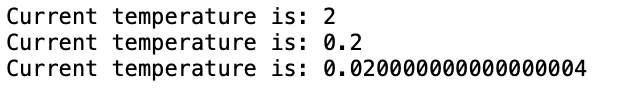 Current temperature is: 2
Current temperature is: 0.2
Current temperature is: 0.020000000000000004